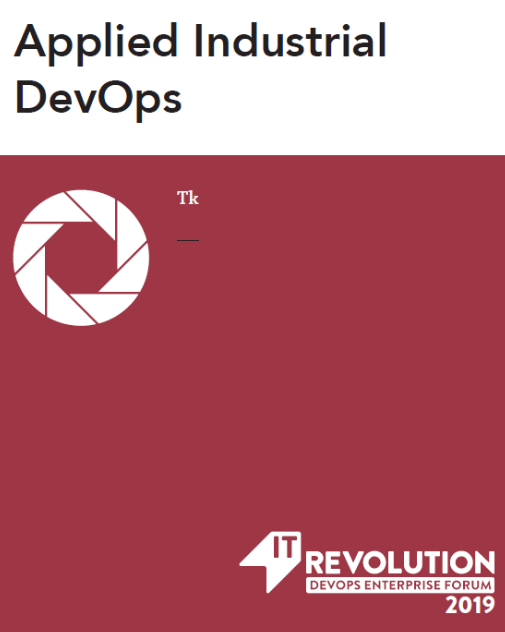 Applied Industrial
DevOps
Tk
IT
REVOLUTION
DEVOPS ENTERPRISE FORUM
2019